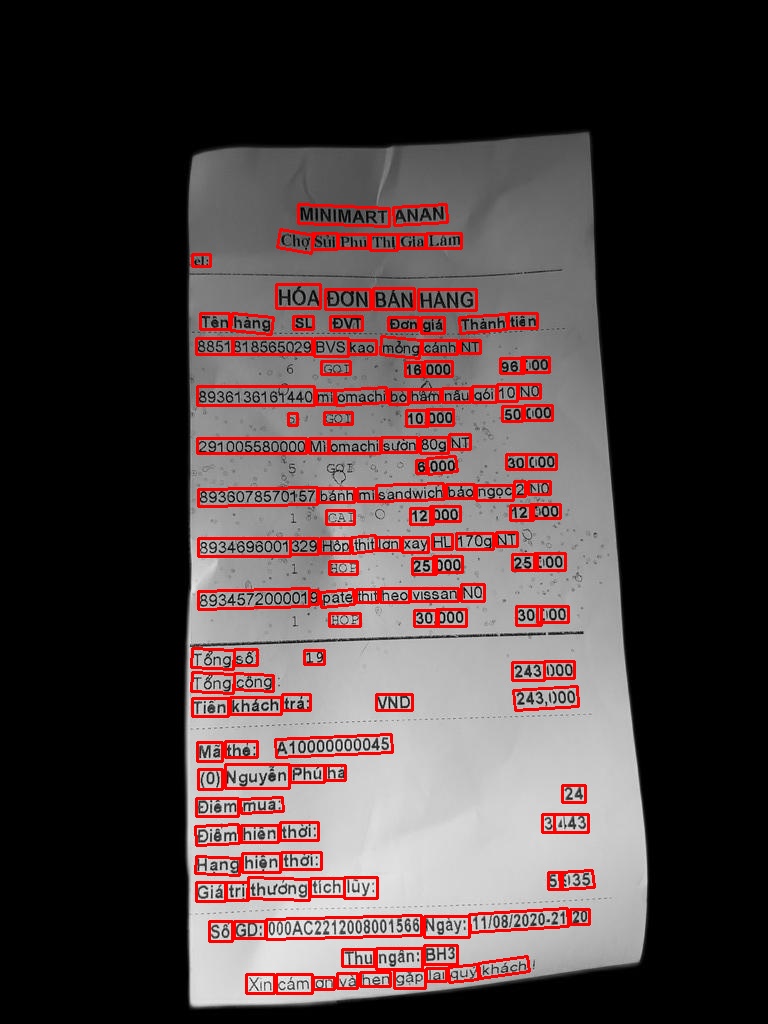 MINIMART ANAN
Chợ Sủi Phú Thị Gia Lâm
el:
HÓA ĐƠN BÁN HÀNG
Tên hàng SL ĐVT Đơn giá Thành tiền
8851818565029 BVS kao mỏng cánh NT
6 GOI 16,000 96,000
8936136161440 mì omachi bò hầm nấu gói 10 N0
5 GOI 10,000 50,000
291005580000 Mì omachi sườn 80g NT
5 GOI 6,000 30,000
8936078570157 bánh mì sandwich bảo ngọc 2 N0
1 CAI 12,000 12,000
8934696001329 Hộp thịt lợn xay HL 170g NT
1 HOP 25,000 25,000
8934572000019 pate thịt heo vissan N0
1 HOP 30,000 30,000
Tổng số 19
Tổng cộng: 243,000
Tiền khách trả: VND 243,000
Mã thẻ: A10000000045
(0) Nguyễn Phú hà
Điểm mua: 24
Điểm hiện thời: 3,443
Hạng hiện thời:
Giá trị thưởng tích lũy: 5,935
Số GD: 000AC2212008001566 Ngày: 11/08/2020-21 20
Thu ngân: BH3
Xin cám ơn và hẹn gặp lại quý khách !